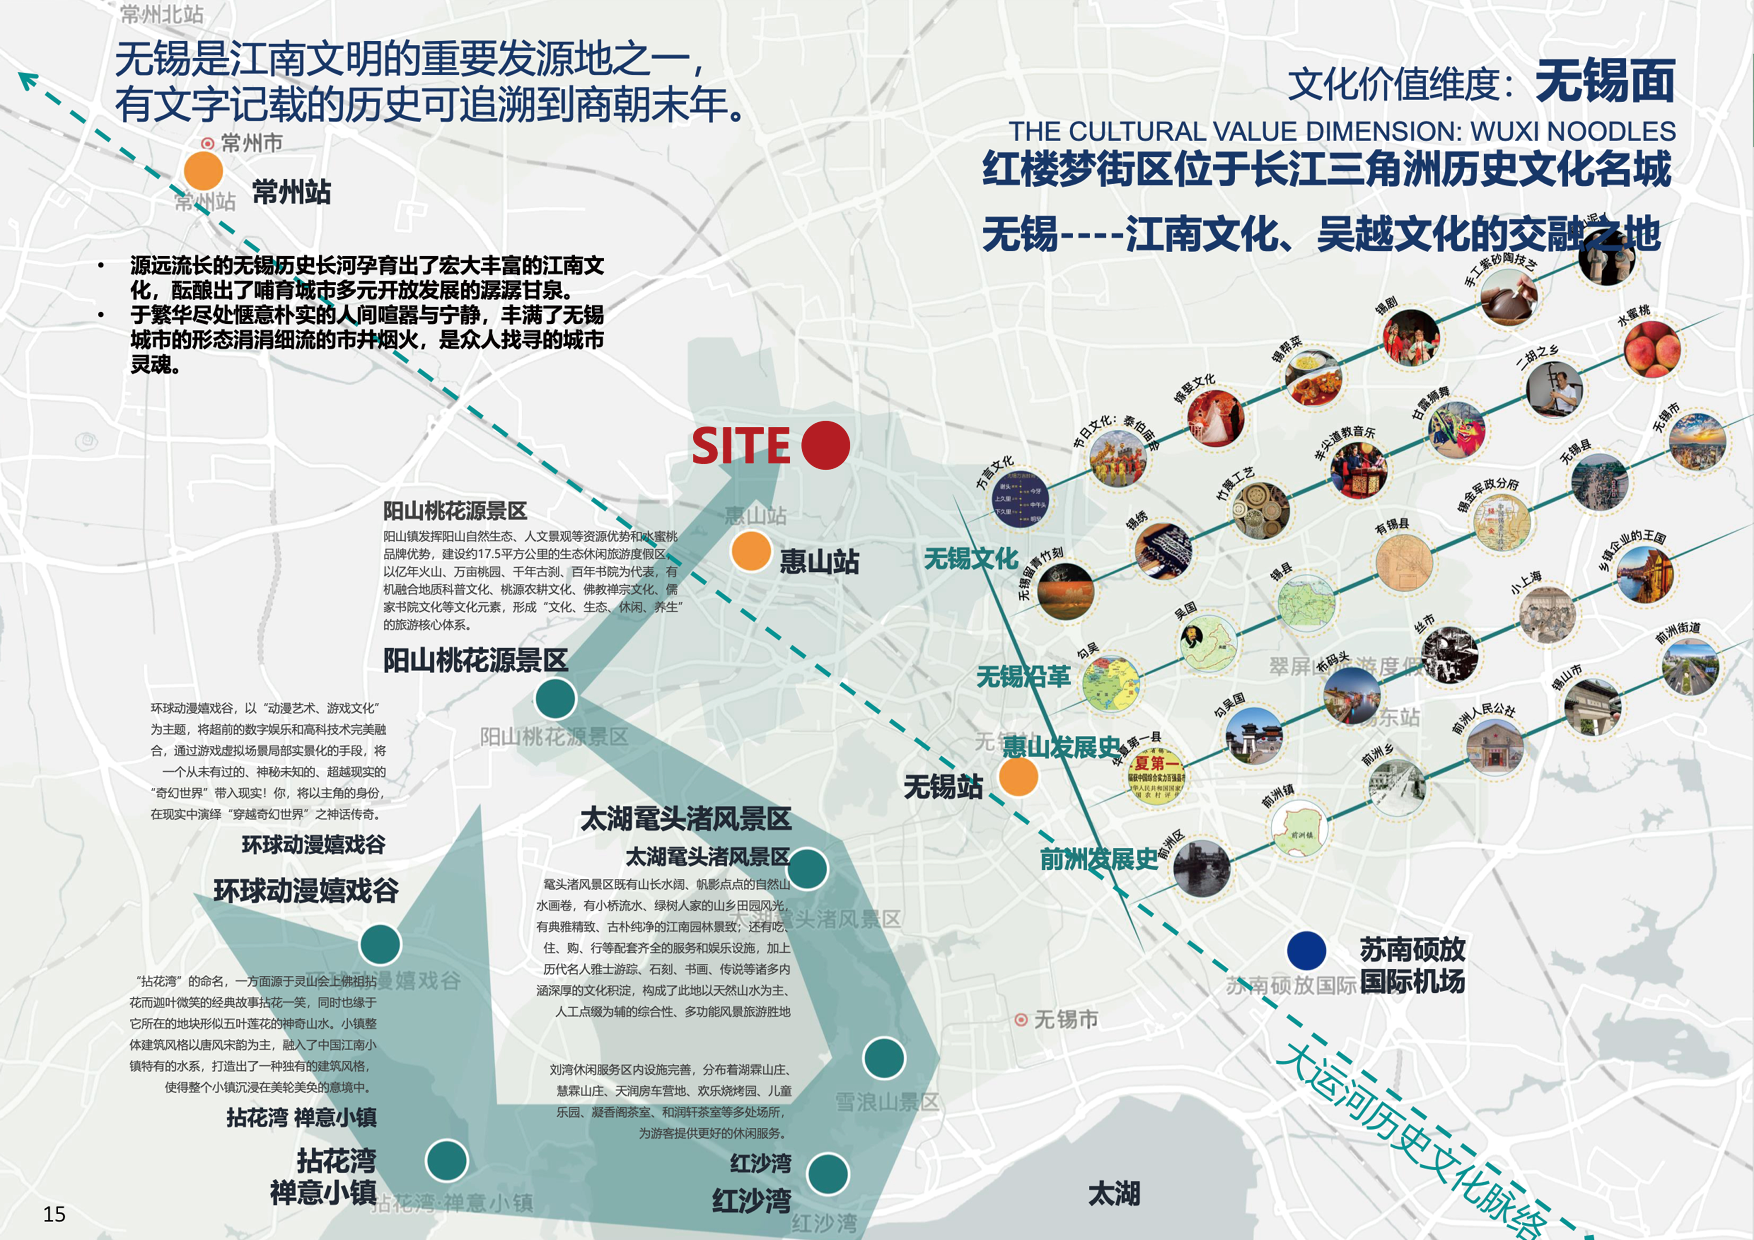 常州北站
无锡是江南文明的重要发源地之一，
有文字记载的历史可追溯到商朝末年。
常州市
常州站
常州站
文化价值维度：无锡面
THE CULTURAL VALUE DIMENSION: WUXI NOODLES
红楼梦街区位于长江三角洲历史文化名城
无锡----江南文化、吴越文化的交融之地
• 源远流长的无锡历史长河孕育出了宏大丰富的江南文
化，酝酿出了哺育城市多元开放发展的潺潺甘泉。
• 于繁华尽处惬意朴实的人间喧嚣与宁静，丰满了无锡
城市的形态涓涓细流的市井烟火，是众人找寻的城市
灵魂。
SITE
惠山站
惠山站
阳山桃花源景区
阳山镇发挥阳山自然生态、人文景观等资源优势和水蜜桃
品牌优势，建设约17.5平方公里的生态休闲旅游度假区。
以亿年火山、万亩桃园、千年古刹、百年书院为代表，有
机融合地质科普文化、桃源农耕文化、佛教禅宗文化、儒
家书院文化等文化元素，形成“文化、生态、休闲、养生”
的旅游核心体系。
阳山桃花源景区
阳山桃花源景区
环球动漫嬉戏谷，以“动漫艺术、游戏文化”
为主题，将超前的数字娱乐和高科技术完美融
合，通过游戏虚拟场景局部实景化的手段，将
一个从未有过的、神秘未知的、超越现实的
“奇幻世界”带入现实！你，将以主角的身份，
在现实中演绎“穿越奇幻世界”之神话传奇。
环球动漫嬉戏谷
环球动漫嬉戏谷
环球动漫嬉戏谷
“拈花湾”的命名，一方面源于灵山会上佛祖拈
花而迦叶微笑的经典故事拈花一笑，同时也缘于
它所在的地块形似五叶莲花的神奇山水。小镇整
体建筑风格以唐风宋韵为主，融入了中国江南小
镇特有的水系，打造出了一种独有的建筑风格，
使得整个小镇沉浸在美轮美奂的意境中。
拈花湾 禅意小镇
拈花湾
禅意小镇
拈花湾·禅意小镇
太湖鼋头渚风景区
太湖鼋头渚风景区
鼋头渚风景区既有山长水阔、帆影点点的自然山
水画卷，有小桥流水、绿树人家的山乡田园风光，
有典雅精致、古朴纯净的江南园林景致；还有吃、
住、购、行等配套齐全的服务和娱乐设施，加上
历代名人雅士游踪、石刻、书画、传说等诸多内
涵深厚的文化积淀，构成了此地以天然山水为主、
人工点缀为辅的综合性、多功能风景旅游胜地
太湖鼋头渚风景区
刘湾休闲服务区内设施完善，分布着湖霖山庄、
慧霖山庄、天润房车营地、欢乐烧烤园、儿童
乐园、凝香阁茶室、和润轩茶室等多处场所，
为游客提供更好的休闲服务。
雪浪山景区
红沙湾
红沙湾
红沙湾
无锡文化
方言文化
节日文化：泰伯庙会
嫁娶文化
锡帮菜
锡剧
手工紫砂陶技艺
无锡留青竹刻
锡绣
竹蔑工艺
羊尖道教音乐
甘露狮舞
二胡之乡
水蜜桃
无锡沿革
勾吴
吴国
锡县
有锡县
锡金军政分府
无锡县
无锡市
惠山发展史
华夏第一县
夏第一
勾吴国
布码头
丝市
小上海
乡镇企业的王国
前洲发展史
前洲区
前洲镇
前洲镇
前洲乡
前洲人民公社
锡山市
前洲街道
无锡站
苏南硕放
国际机场
苏南硕放国际
无锡市
大运河历史文化脉络
太湖
15